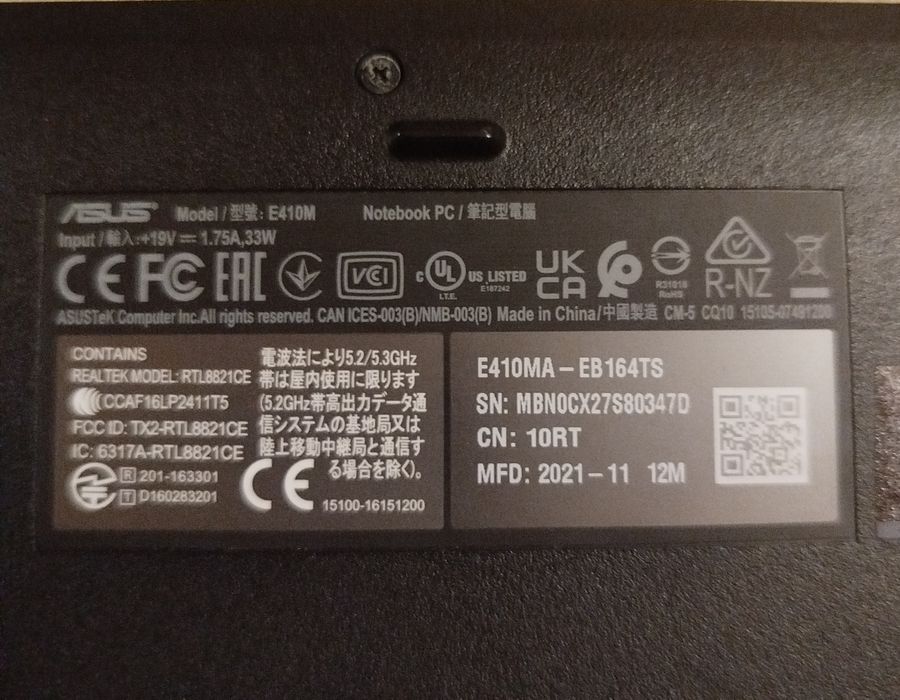 ASUS Model / 型號: E410M Notebook PC / 筆記型電腦
Input / 輸入:+19V⎓ 1.75A,33W
CE FC EAC VCI c UL US LISTED I.T.E. E187242 UK CA R31018 RoHS R-NZ
ASUSTeK Computer Inc.All rights reserved. CAN ICES-003(B)/NMB-003(B) Made in China/中國製造 CM-5 CQ10 15105-07491200
CONTAINS
REALTEK MODEL: RTL8821CE
CCAF16LP2411T5
FCC ID: TX2-RTL8821CE
IC: 6317A-RTL8821CE
R 201-163301
T D160283201
電波法により5.2/5.3GHz
帯は屋内使用に限ります
(5.2GHz帯高出力データ通
信システムの基地局又は
陸上移動中継局と通信す
る場合を除く)。
CE 15100-16151200
E410MA-EB164TS
SN: MBN0CX27S80347D
CN: 10RT
MFD: 2021-11 12M